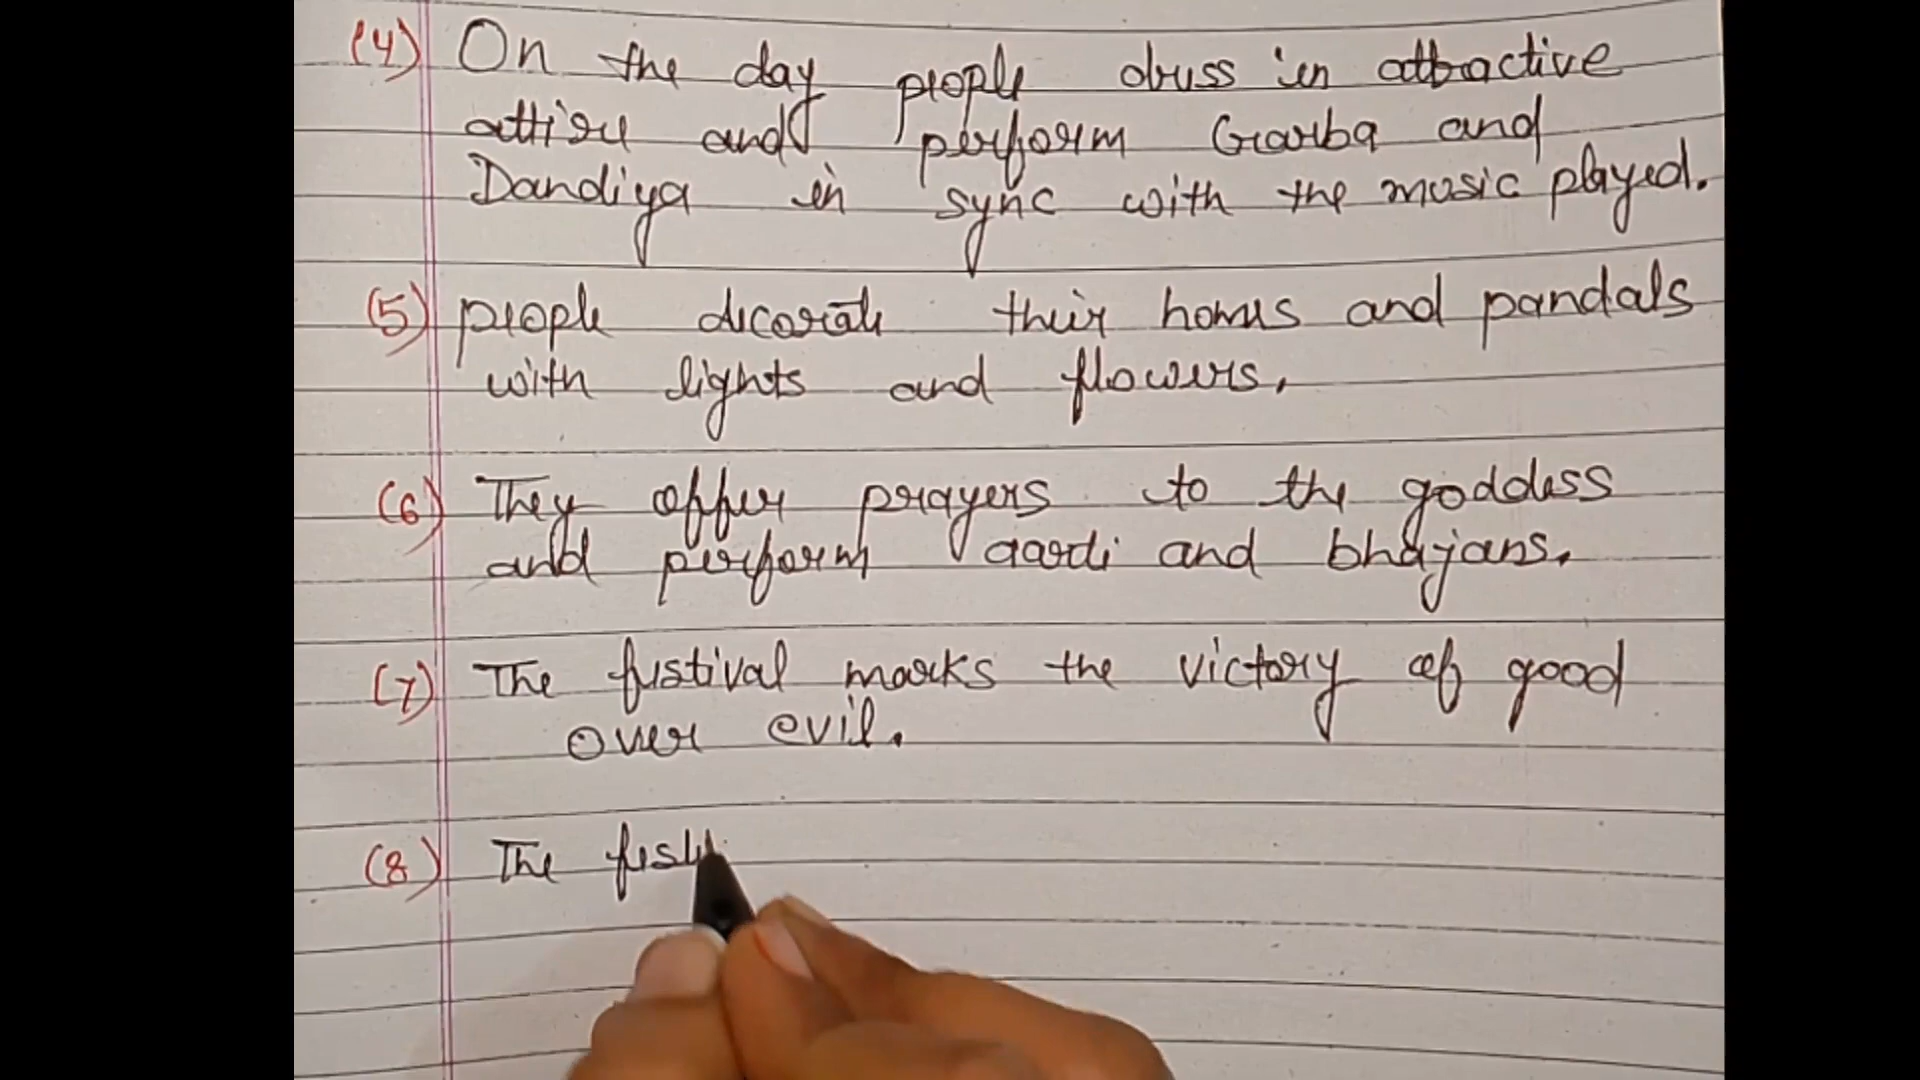 (4) On the day people dress in attractive
attire and perform Garba and
Dandiya in sync with the music played.
(5) people decorate their homes and pandals
with lights and flowers.
(6) They offer prayers to the goddess
and perform aarti and bhajans.
(7) The festival marks the victory of good
over evil.
(8) The